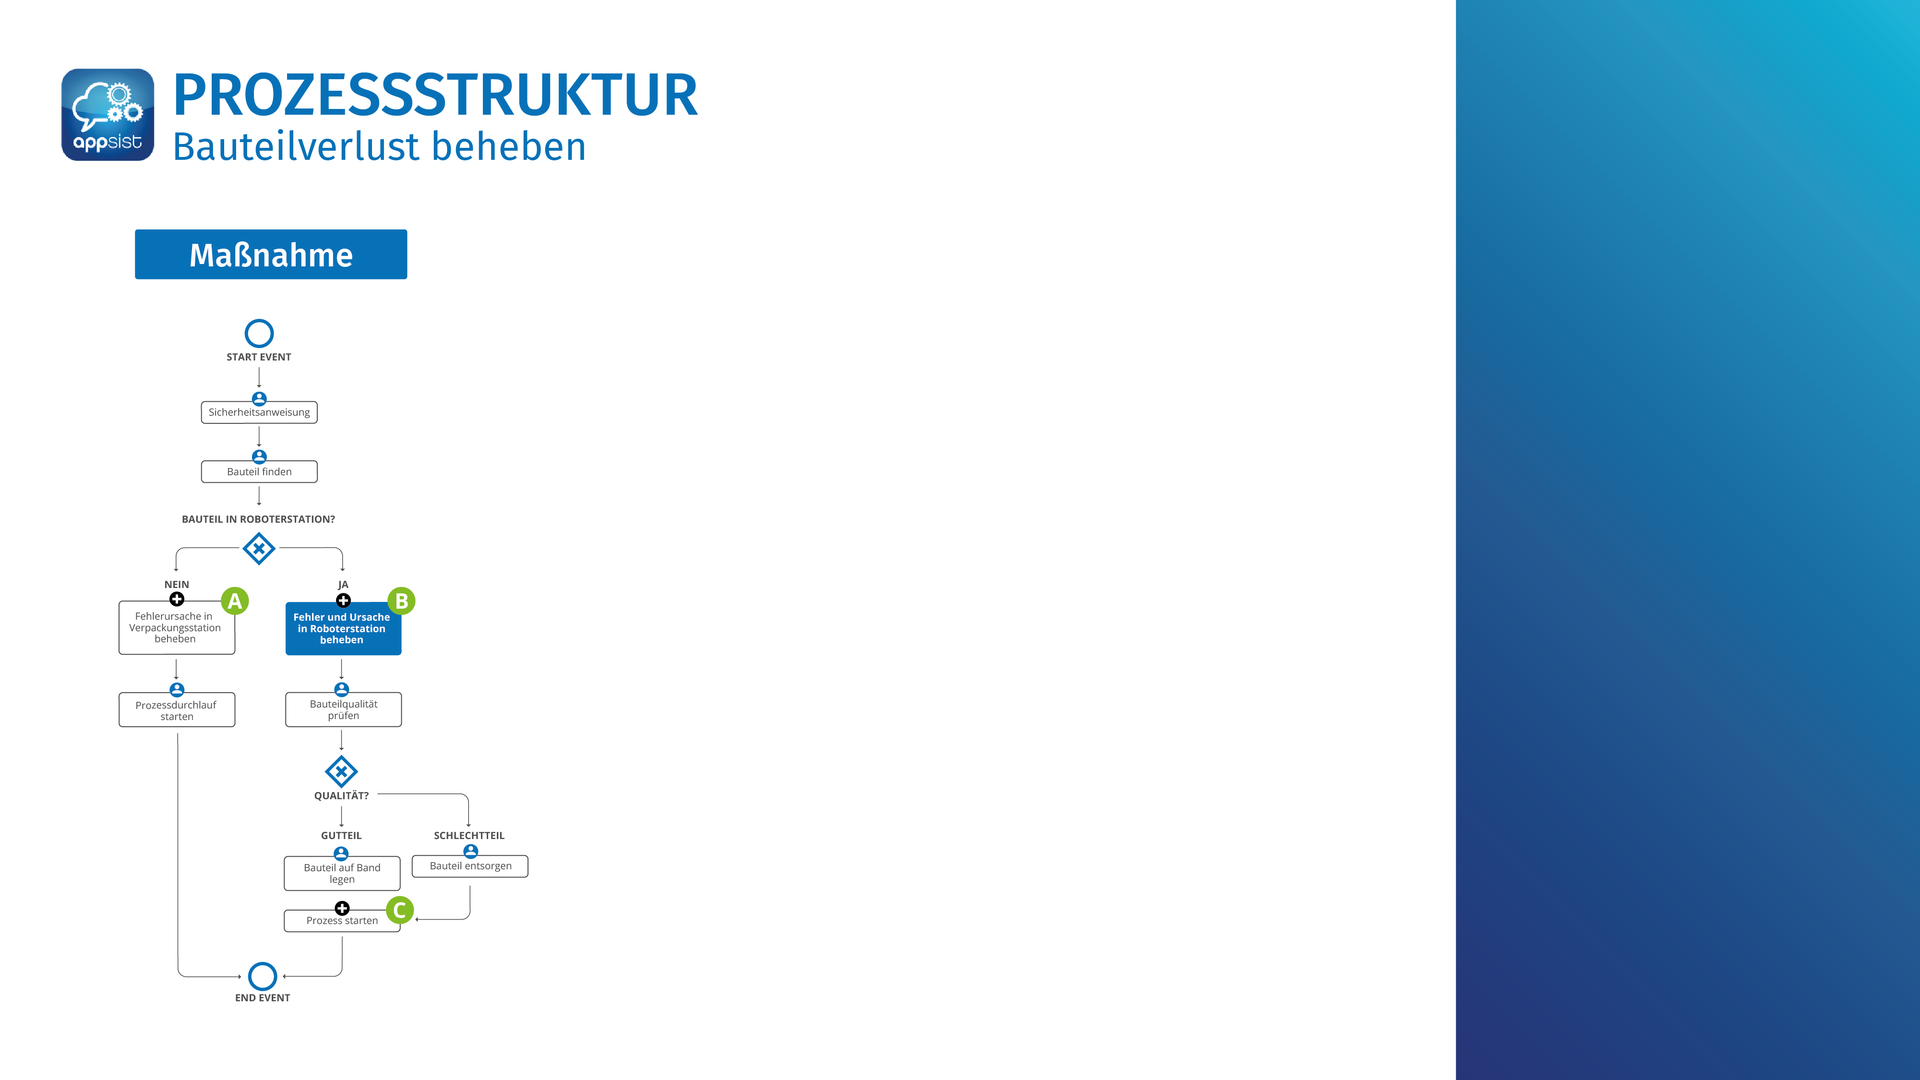 appsist
PROZESSSTRUKTUR
Bauteilverlust beheben
Maßnahme
START EVENT
Sicherheitsanweisung
Bauteil finden
BAUTEIL IN ROBOTERSTATION?
NEIN
A
Fehlerursache in
Verpackungsstation
beheben
Prozessdurchlauf
starten
JA
B
Fehler und Ursache
in Roboterstation
beheben
Bauteilqualität
prüfen
QUALITÄT?
GUTTEIL
Bauteil auf Band
legen
SCHLECHTTEIL
Bauteil entsorgen
C
Prozess starten
END EVENT